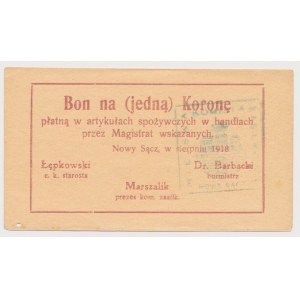 Bon na (jedną) Koronę
płatną w artykułach spożywczych w handlach
przez Magistrat wskazanych.
Nowy Sącz, w sierpniu 1918
Łępkowski
c. k. starosta
Dr. Barbacki
burmistrz
Marszalik
prezes kom. zasiłk.